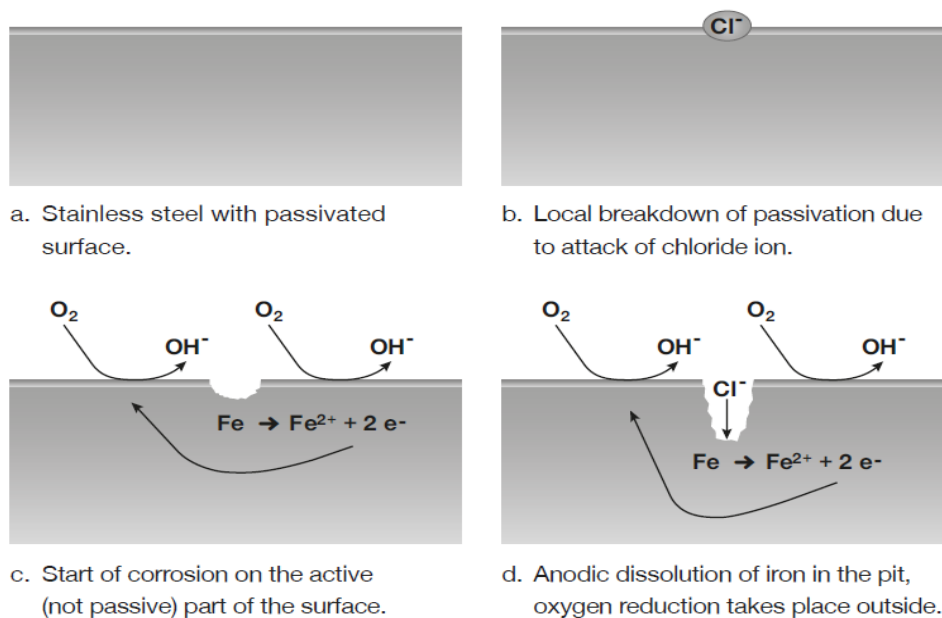 Cl⁻
a. Stainless steel with passivated
surface.
b. Local breakdown of passivation due
to attack of chloride ion.
O₂ O₂
OH⁻ OH⁻
Fe → Fe²⁺ + 2 e-
c. Start of corrosion on the active
(not passive) part of the surface.
O₂ O₂
OH⁻ OH⁻
Cl⁻
Fe → Fe²⁺ + 2 e-
d. Anodic dissolution of iron in the pit,
oxygen reduction takes place outside.